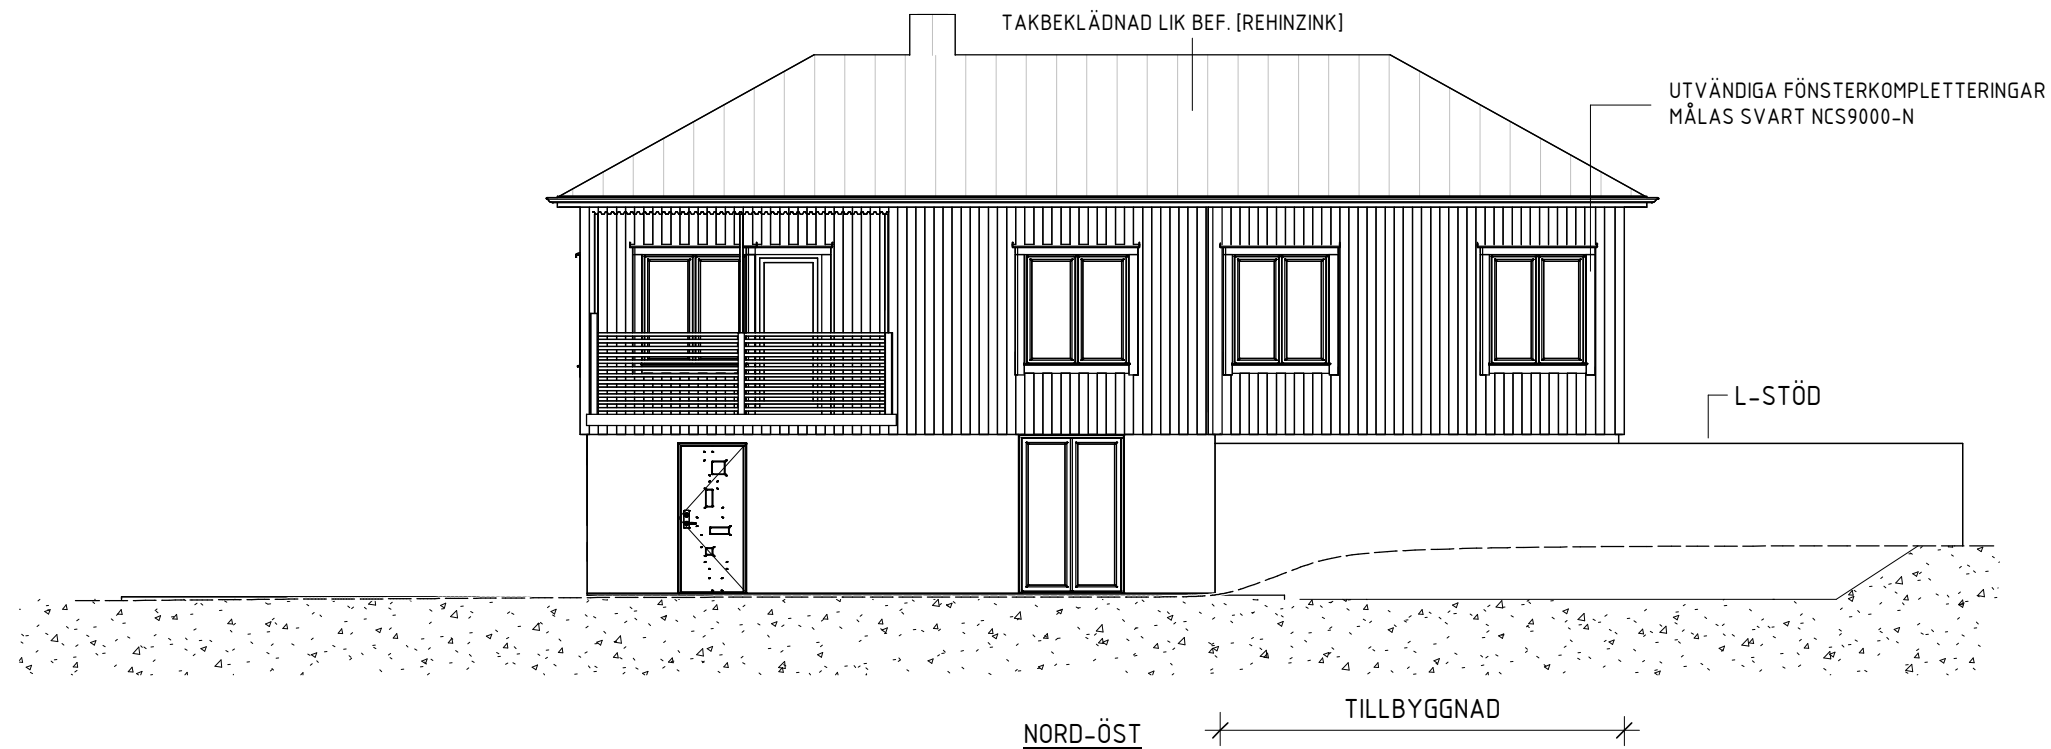 TAKBEKLÄDNAD LIK BEF. [REHINZINK]
UTVÄNDIGA FÖNSTERKOMPLETTERINGAR
MÅLAS SVART NCS9000-N
L-STÖD
TILLBYGGNAD
NORD-ÖST